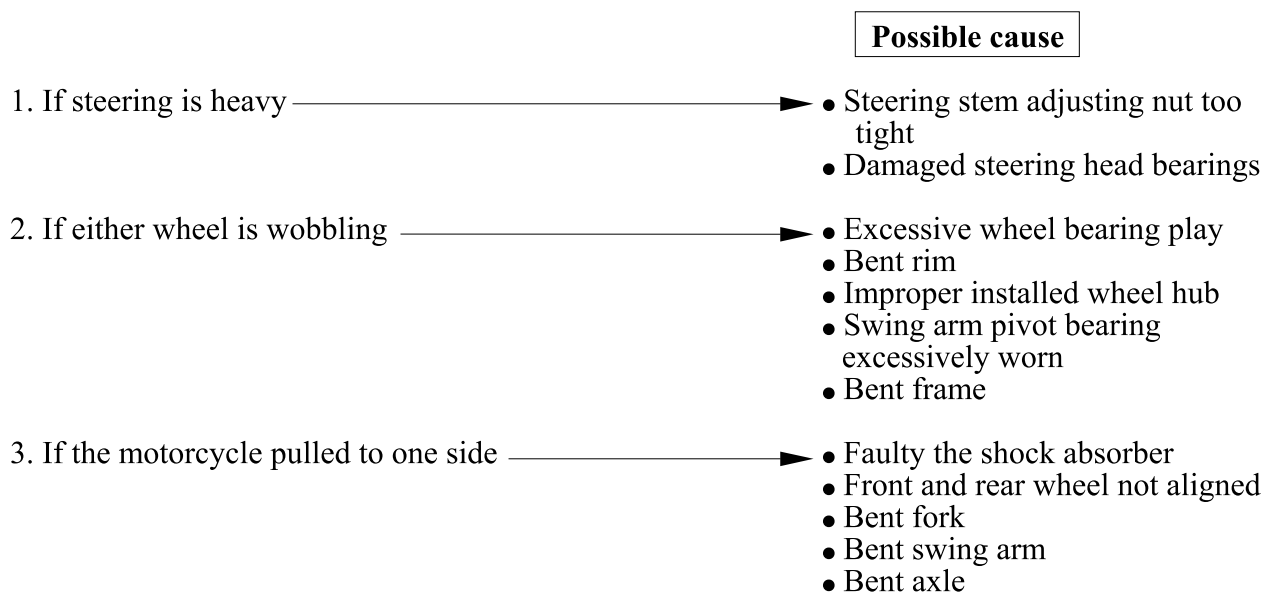 Possible cause
1. If steering is heavy
● Steering stem adjusting nut too
tight
● Damaged steering head bearings
2. If either wheel is wobbling
● Excessive wheel bearing play
● Bent rim
● Improper installed wheel hub
● Swing arm pivot bearing
excessively worn
● Bent frame
3. If the motorcycle pulled to one side
● Faulty the shock absorber
● Front and rear wheel not aligned
● Bent fork
● Bent swing arm
● Bent axle